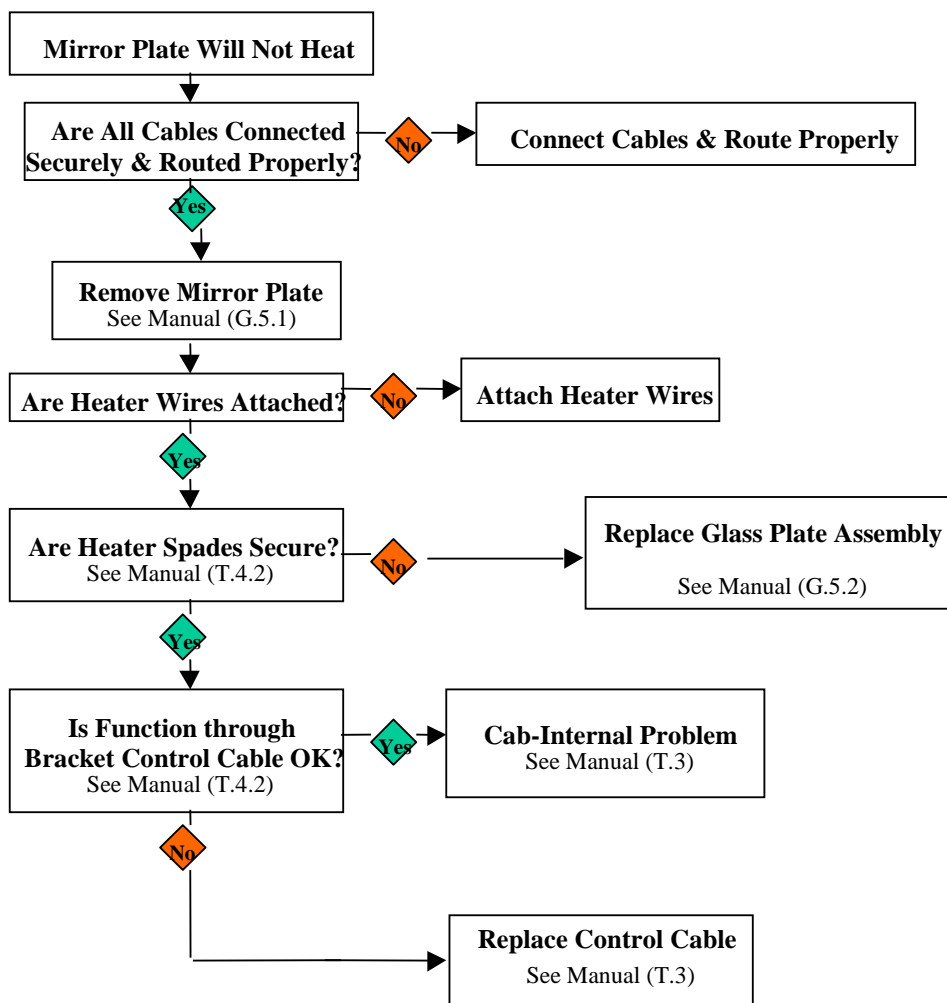 Mirror Plate Will Not Heat
Are All Cables Connected
Securely & Routed Properly?
No
Connect Cables & Route Properly
Yes
Remove Mirror Plate
See Manual (G.5.1)
Are Heater Wires Attached?
No
Attach Heater Wires
Yes
Are Heater Spades Secure?
See Manual (T.4.2)
No
Replace Glass Plate Assembly
See Manual (G.5.2)
Yes
Is Function through
Bracket Control Cable OK?
See Manual (T.4.2)
Yes
Cab-Internal Problem
See Manual (T.3)
No
Replace Control Cable
See Manual (T.3)